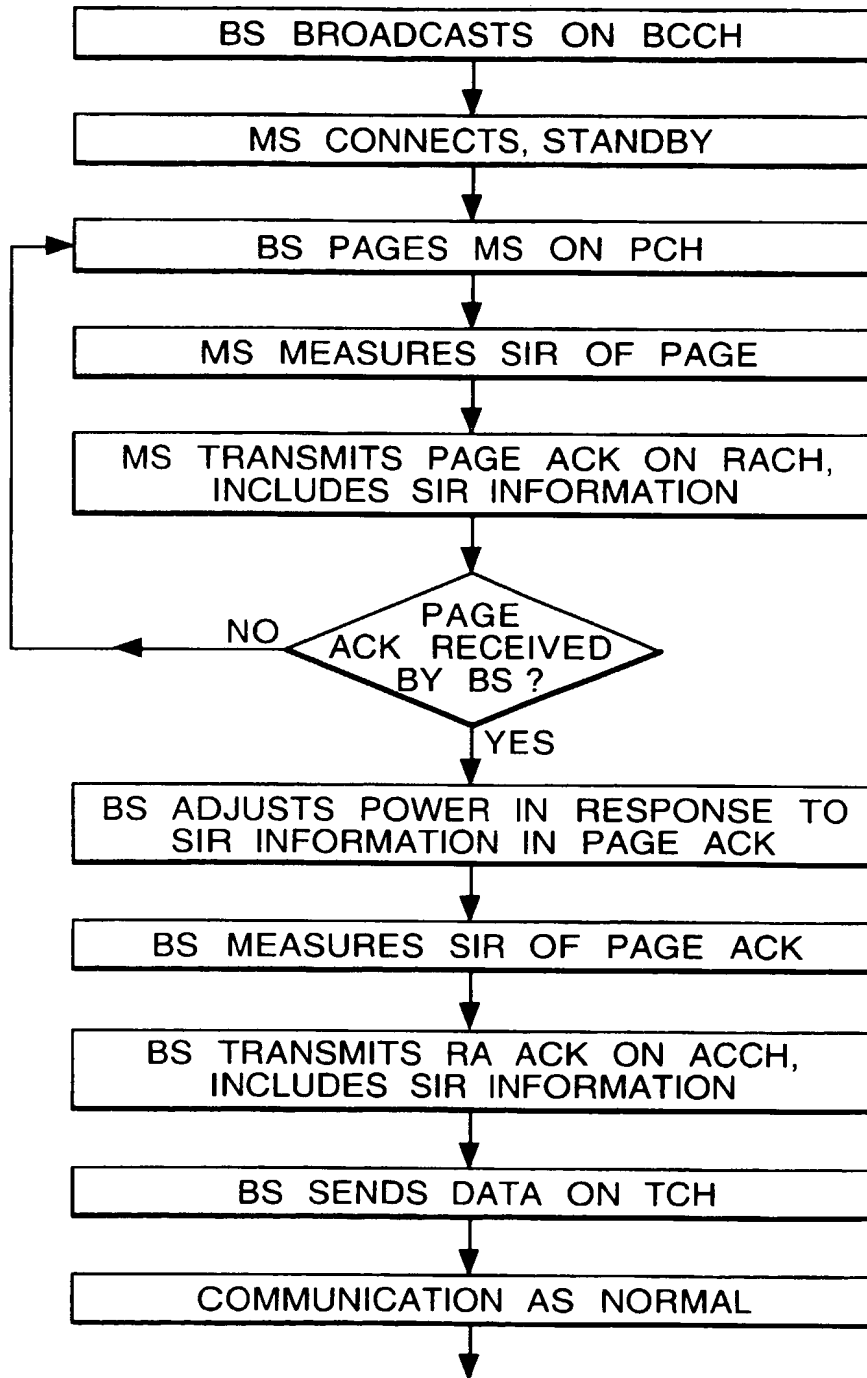 BS BROADCASTS ON BCCH
MS CONNECTS, STANDBY
BS PAGES MS ON PCH
MS MEASURES SIR OF PAGE
MS TRANSMITS PAGE ACK ON RACH,
INCLUDES SIR INFORMATION
PAGE
ACK RECEIVED
BY BS ?
NO
YES
BS ADJUSTS POWER IN RESPONSE TO
SIR INFORMATION IN PAGE ACK
BS MEASURES SIR OF PAGE ACK
BS TRANSMITS RA ACK ON ACCH,
INCLUDES SIR INFORMATION
BS SENDS DATA ON TCH
COMMUNICATION AS NORMAL